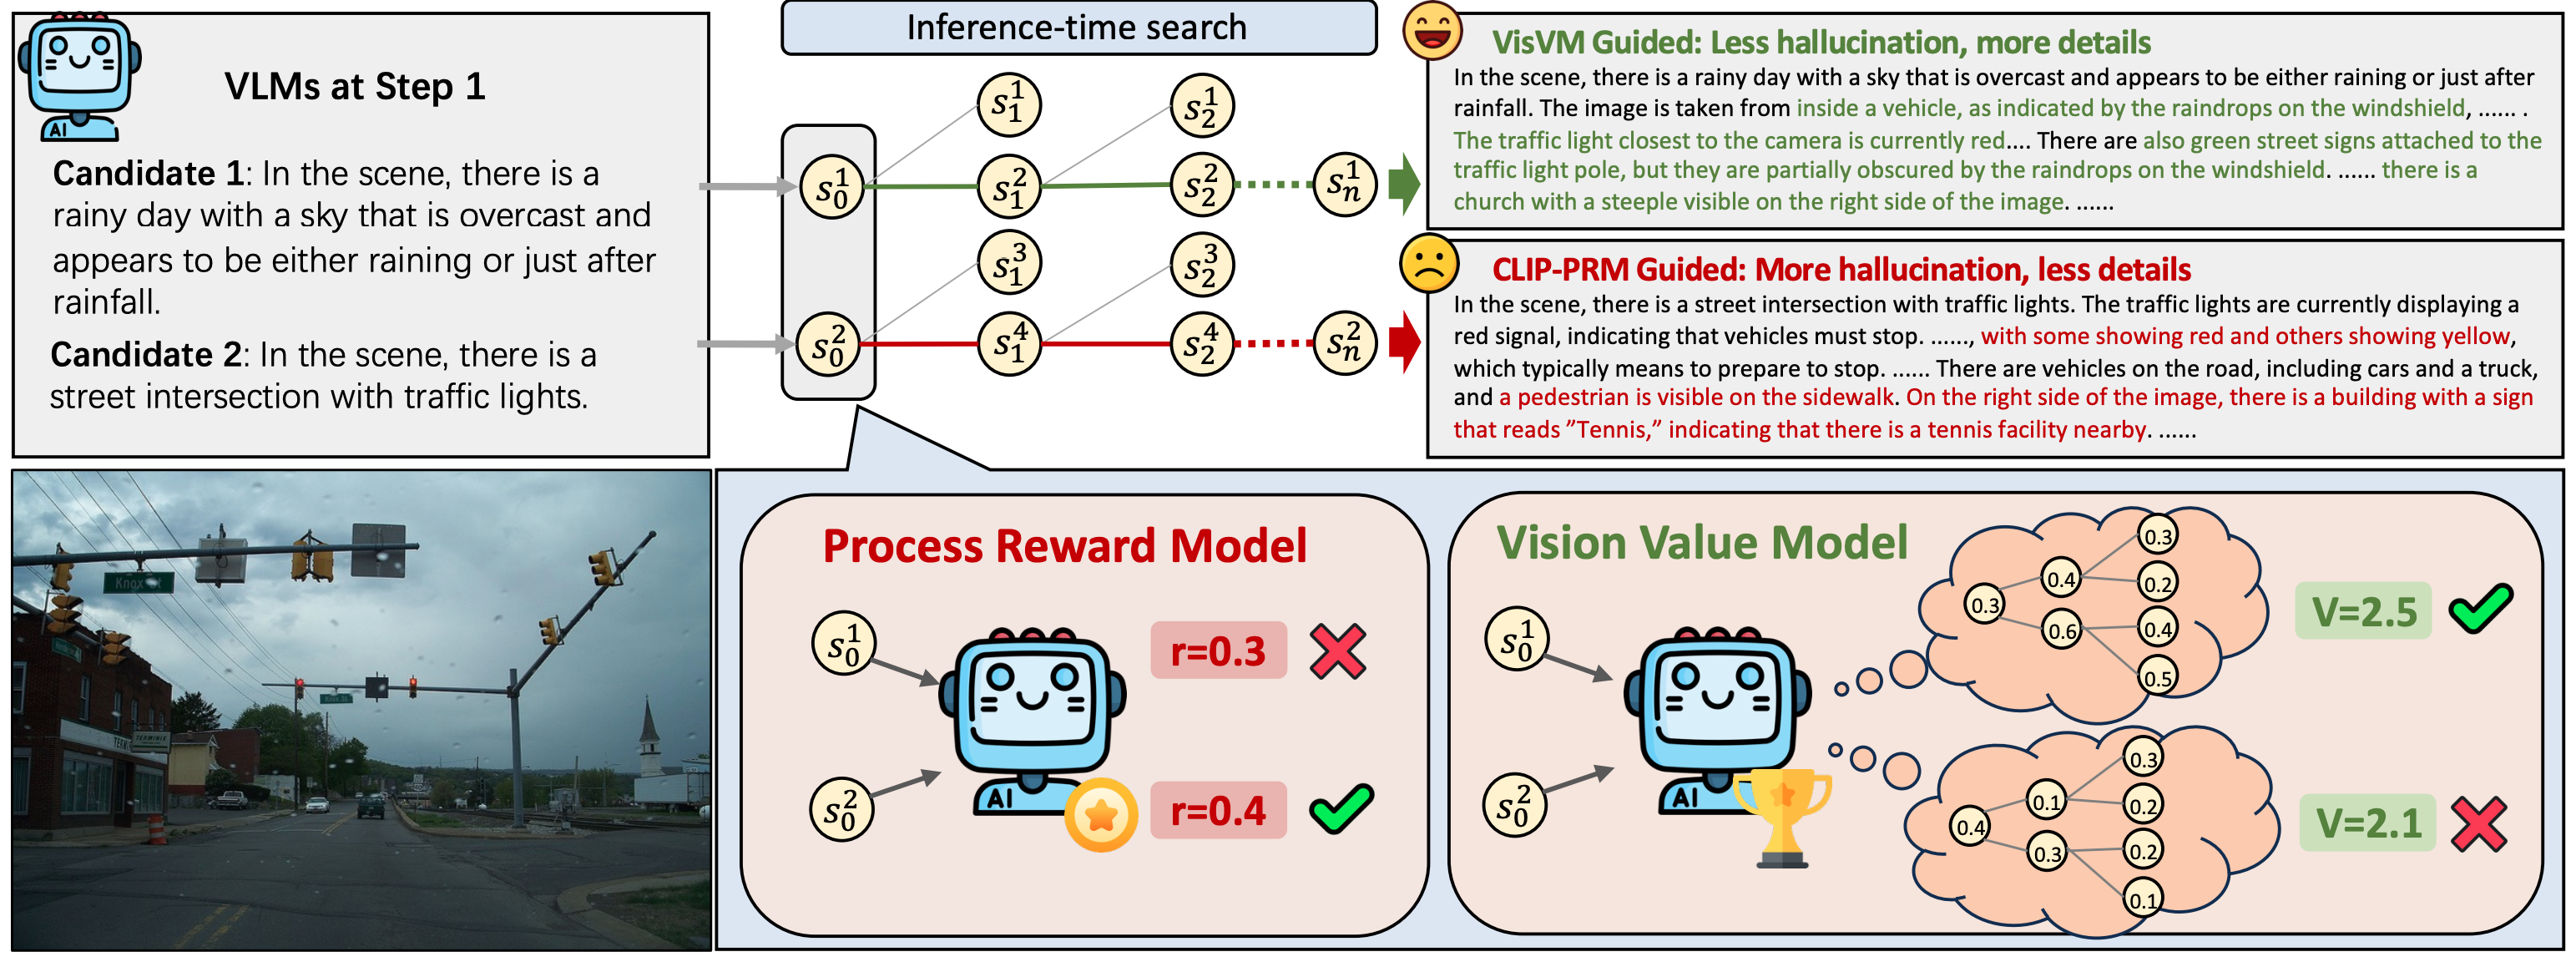 VLMs at Step 1
AI
Candidate 1: In the scene, there is a
rainy day with a sky that is overcast and
appears to be either raining or just after
rainfall.
Candidate 2: In the scene, there is a
street intersection with traffic lights.
Inference-time search
s_0^1
s_0^2
s_1^1
s_1^2
s_1^3
s_1^4
s_2^1
s_2^2
s_2^3
s_2^4
s_n^1
s_n^2
VisVM Guided: Less hallucination, more details
In the scene, there is a rainy day with a sky that is overcast and appears to be either raining or just after
rainfall. The image is taken from inside a vehicle, as indicated by the raindrops on the windshield, ...... .
The traffic light closest to the camera is currently red.... There are also green street signs attached to the
traffic light pole, but they are partially obscured by the raindrops on the windshield. ...... there is a
church with a steeple visible on the right side of the image. ......
CLIP-PRM Guided: More hallucination, less details
In the scene, there is a street intersection with traffic lights. The traffic lights are currently displaying a
red signal, indicating that vehicles must stop. ......, with some showing red and others showing yellow,
which typically means to prepare to stop. ...... There are vehicles on the road, including cars and a truck,
and a pedestrian is visible on the sidewalk. On the right side of the image, there is a building with a sign
that reads ”Tennis,” indicating that there is a tennis facility nearby. ......
Knox St
TERMINIX
Process Reward Model
s_0^1
s_0^2
AI
r=0.3
r=0.4
Vision Value Model
s_0^1
s_0^2
AI
0.3
0.4
0.6
0.3
0.2
0.4
0.5
V=2.5
0.4
0.1
0.3
0.3
0.2
0.2
0.1
V=2.1